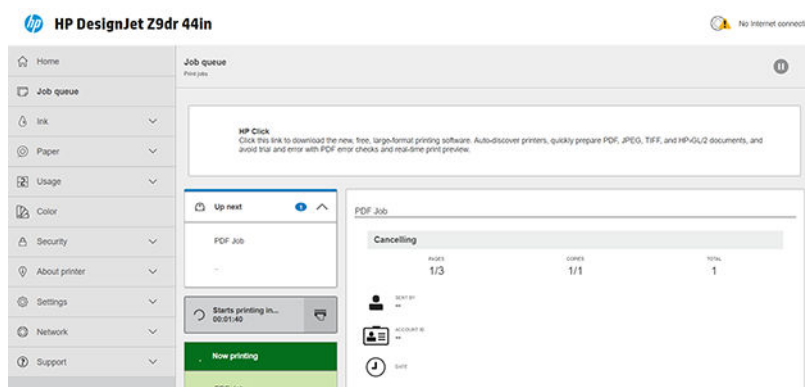 hp HP DesignJet Z9dr 44in
No Internet connecti
Home
Job queue
Ink
Paper
Usage
Color
Security
About printer
Settings
Network
Support
Job queue
Print jobs
HP Click
Click this link to download the new, free, large-format printing software. Auto-discover printers, quickly prepare PDF, JPEG, TIFF, and HP-GL/2 documents, and
avoid trial and error with PDF error checks and real-time print preview.
Up next 1
PDF Job
--
Starts printing in...
00:01:40
Now printing
PDF Job
PDF Job
Cancelling
PAGES COPIES TOTAL
1/3 1/1 1
SENT BY
--
ACCOUNT ID
--
DATE